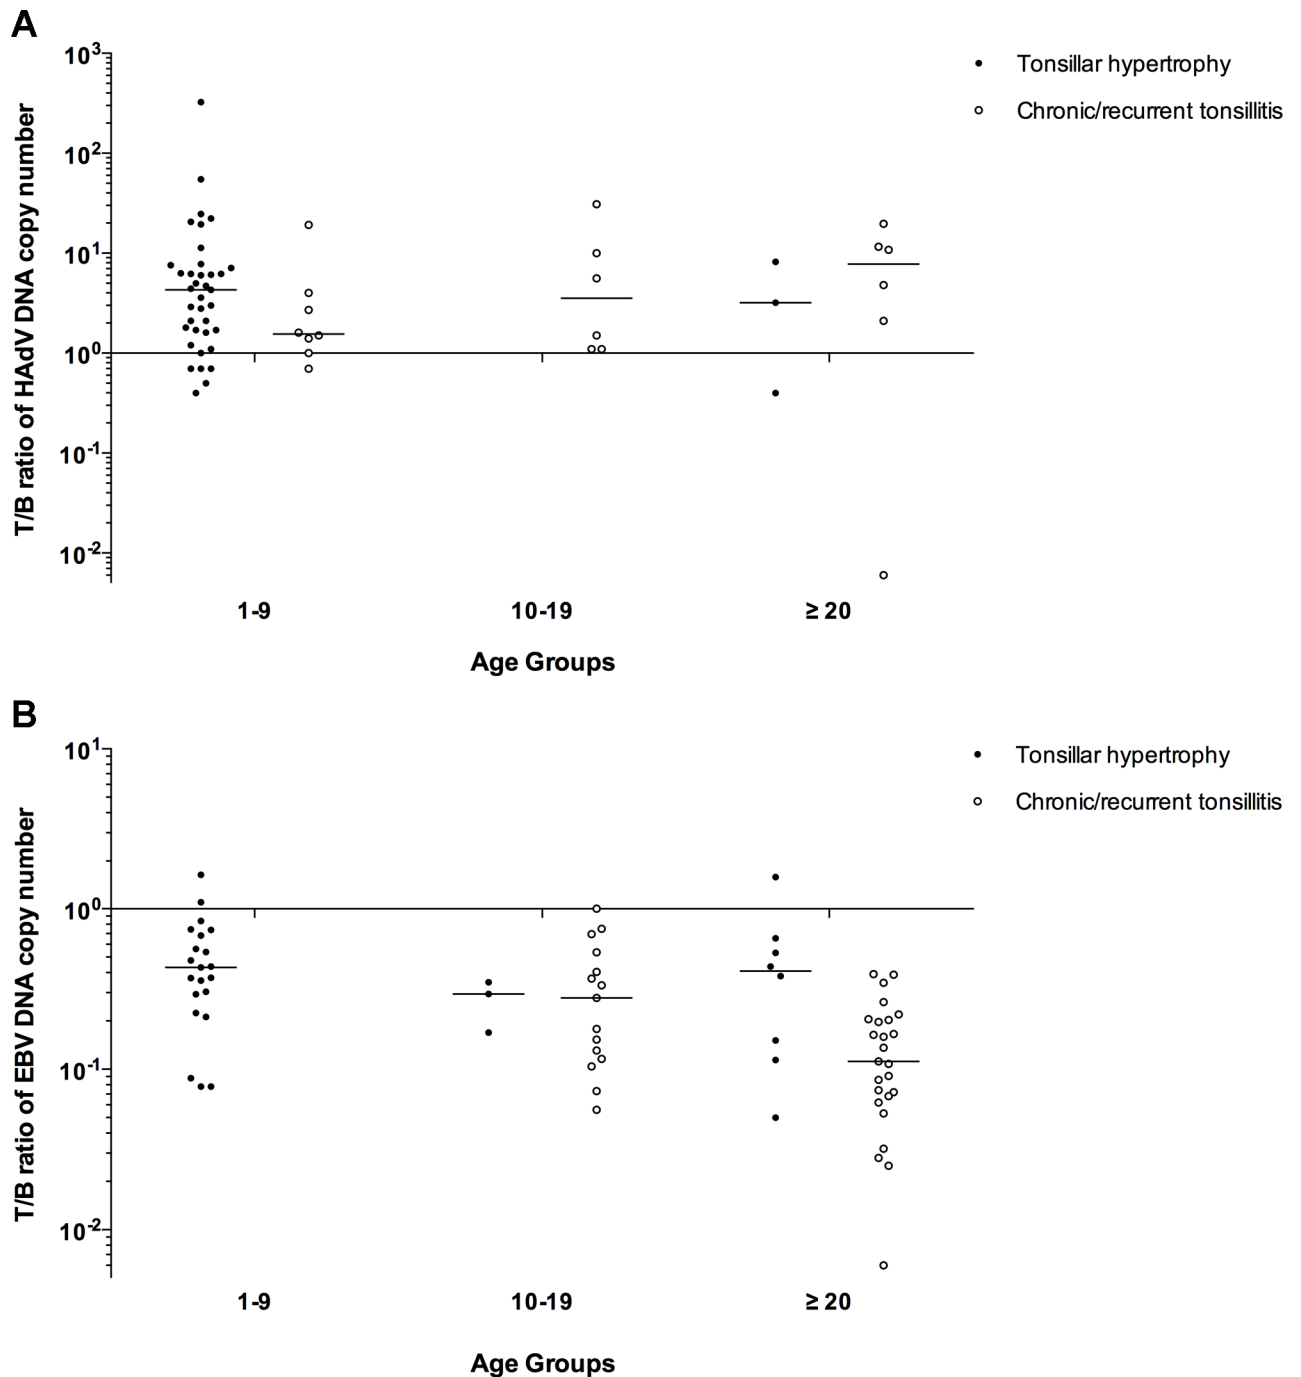 A
T/B ratio of HAdV DNA copy number
10³
10²
10¹
10⁰
10⁻¹
10⁻²
Tonsillar hypertrophy
Chronic/recurrent tonsillitis
1-9 10-19 ≥ 20
Age Groups
B
T/B ratio of EBV DNA copy number
10¹
10⁰
10⁻¹
10⁻²
Tonsillar hypertrophy
Chronic/recurrent tonsillitis
1-9 10-19 ≥ 20
Age Groups